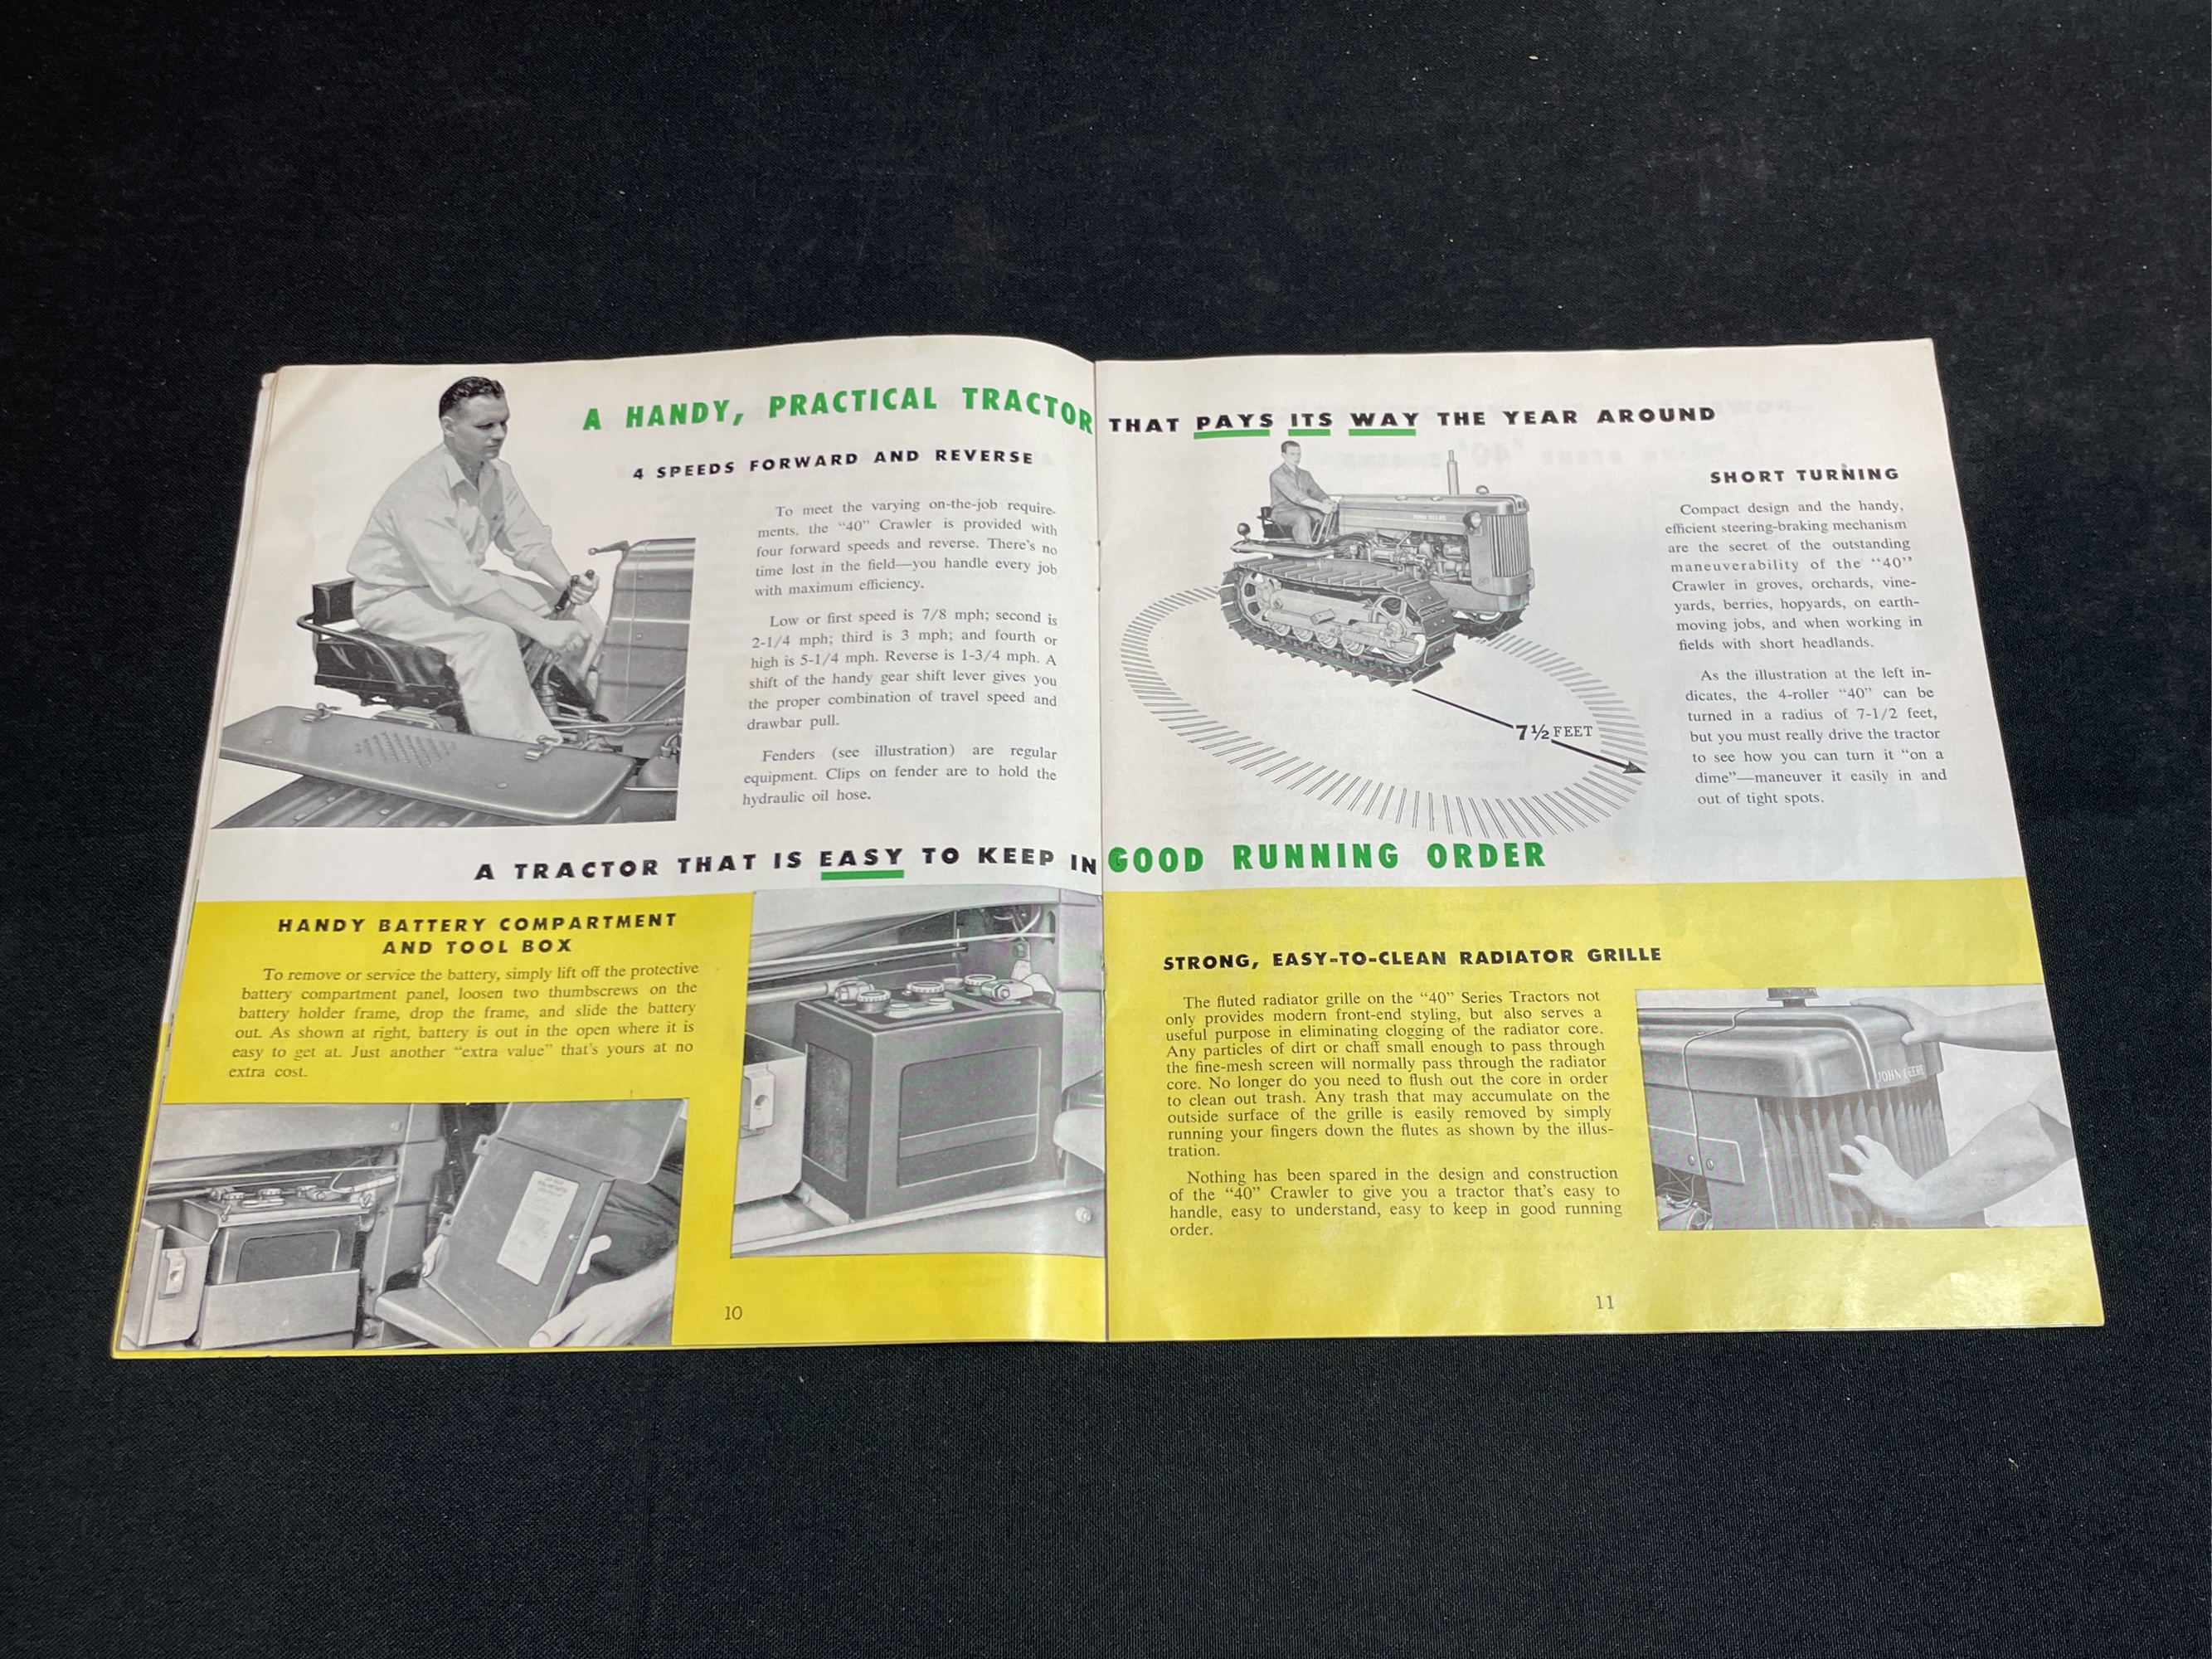 A HANDY, PRACTICAL TRACTOR THAT PAYS ITS WAY THE YEAR AROUND
4 SPEEDS FORWARD AND REVERSE
To meet the varying on-the-job require-
ments, the “40” Crawler is provided with
four forward speeds and reverse. There's no
time lost in the field—you handle every job
with maximum efficiency.
Low or first speed is 7/8 mph; second is
2-1/4 mph; third is 3 mph; and fourth or
high is 5-1/4 mph. Reverse is 1-3/4 mph. A
shift of the handy gear shift lever gives you
the proper combination of travel speed and
drawbar pull.
Fenders (see illustration) are regular
equipment. Clips on fender are to hold the
hydraulic oil hose.
7½ FEET
SHORT TURNING
Compact design and the handy,
efficient steering-braking mechanism
are the secret of the outstanding
maneuverability of the “40”
Crawler in groves, orchards, vine-
yards, berries, hopyards, on earth-
moving jobs, and when working in
fields with short headlands.
As the illustration at the left in-
dicates, the 4-roller “40” can be
turned in a radius of 7-1/2 feet,
but you must really drive the tractor
to see how you can turn it “on a
dime”—maneuver it easily in and
out of tight spots.
A TRACTOR THAT IS EASY TO KEEP IN GOOD RUNNING ORDER
HANDY BATTERY COMPARTMENT
AND TOOL BOX
To remove or service the battery, simply lift off the protective
battery compartment panel, loosen two thumbscrews on the
battery holder frame, drop the frame, and slide the battery
out. As shown at right, battery is out in the open where it is
easy to get at. Just another “extra value” that's yours at no
extra cost.
10
STRONG, EASY-TO-CLEAN RADIATOR GRILLE
The fluted radiator grille on the “40” Series Tractors not
only provides modern front-end styling, but also serves a
useful purpose in eliminating clogging of the radiator core.
Any particles of dirt or chaff small enough to pass through
the fine-mesh screen will normally pass through the radiator
core. No longer do you need to flush out the core in order
to clean out trash. Any trash that may accumulate on the
outside surface of the grille is easily removed by simply
running your fingers down the flutes as shown by the illus-
tration.
Nothing has been spared in the design and construction
of the “40” Crawler to give you a tractor that's easy to
handle, easy to understand, easy to keep in good running
order.
JOHN DEERE
11